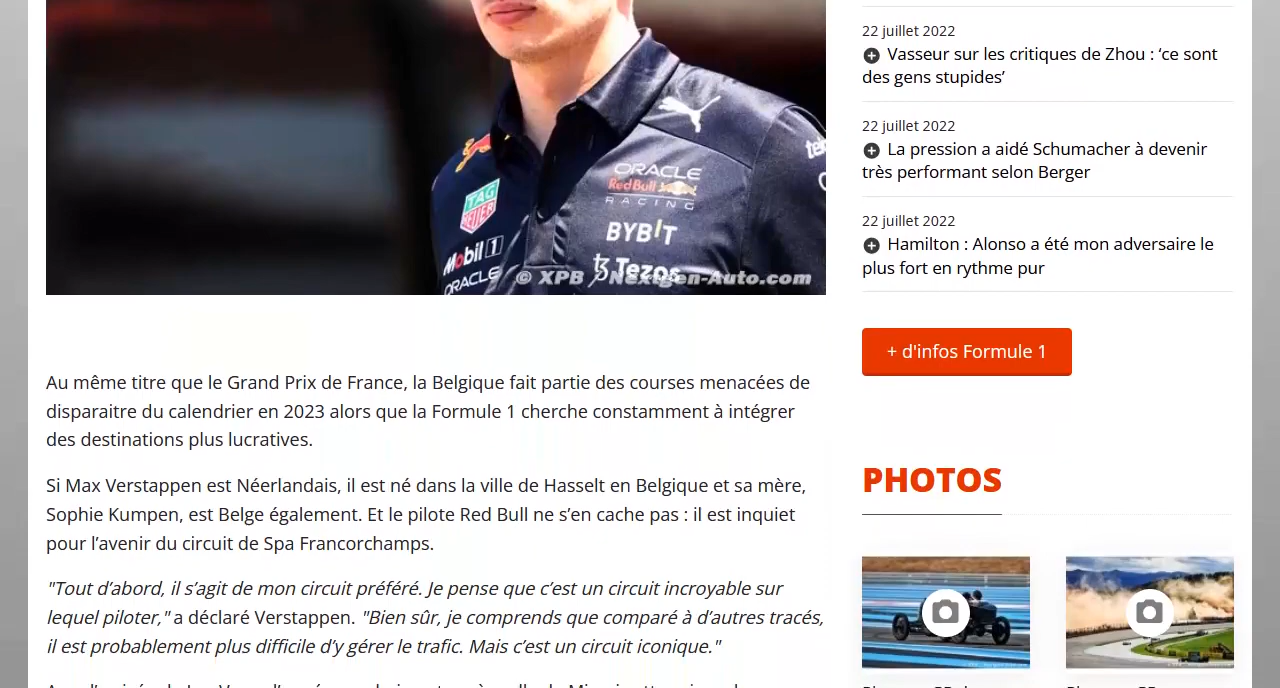 TAG
HEUER
Mobil 1
ORACLE
ORACLE
Red Bull
RACING
BYBIT
Tezos
© XPB Nextgen-Auto.com
Au même titre que le Grand Prix de France, la Belgique fait partie des courses menacées de
disparaitre du calendrier en 2023 alors que la Formule 1 cherche constamment à intégrer
des destinations plus lucratives.
Si Max Verstappen est Néerlandais, il est né dans la ville de Hasselt en Belgique et sa mère,
Sophie Kumpen, est Belge également. Et le pilote Red Bull ne s’en cache pas : il est inquiet
pour l’avenir du circuit de Spa Francorchamps.
"Tout d’abord, il s’agit de mon circuit préféré. Je pense que c’est un circuit incroyable sur
lequel piloter," a déclaré Verstappen. "Bien sûr, je comprends que comparé à d’autres tracés,
il est probablement plus difficile d’y gérer le trafic. Mais c’est un circuit iconique."
22 juillet 2022
Vasseur sur les critiques de Zhou : ‘ce sont
des gens stupides’
22 juillet 2022
La pression a aidé Schumacher à devenir
très performant selon Berger
22 juillet 2022
Hamilton : Alonso a été mon adversaire le
plus fort en rythme pur
+ d'infos Formule 1
PHOTOS